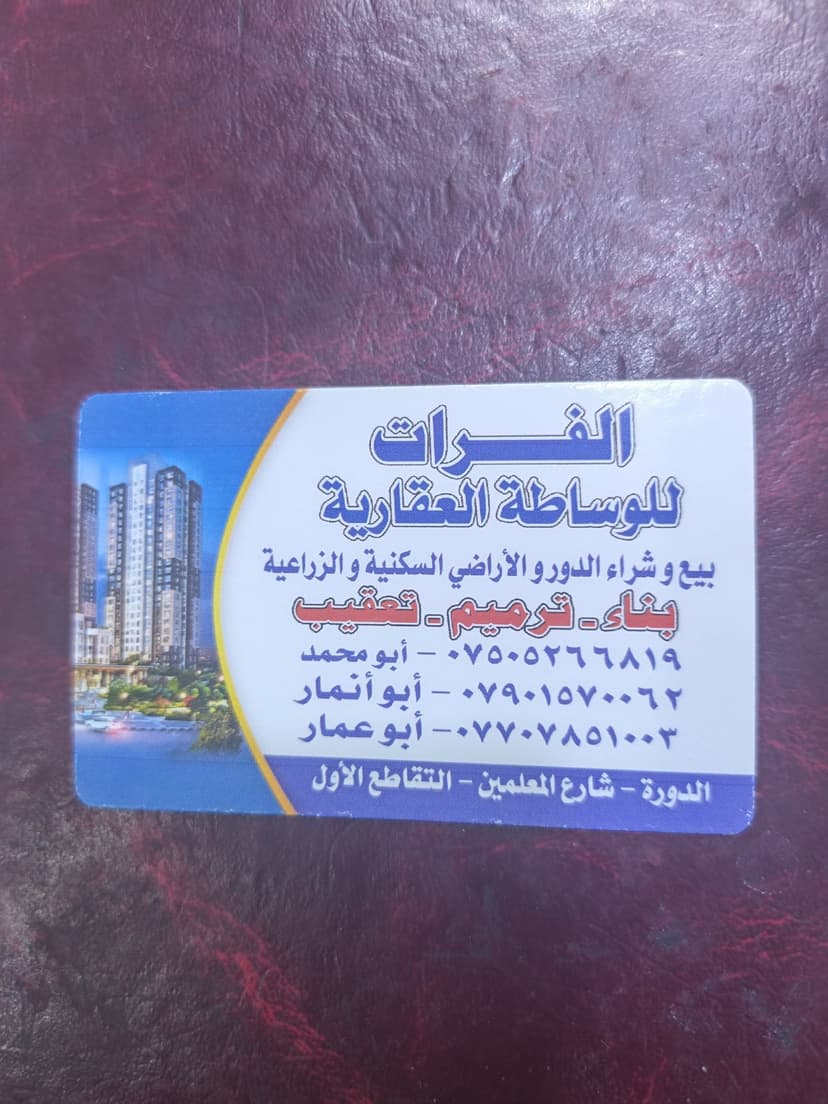 الفرات
للوساطة العقارية
بيع و شراء الدور و الأراضي السكنية و الزراعية
بناء - ترميم - تعقيب
٠٧٥٠٥٢٦٦٨١٩ - أبو محمد
٠٧٩٠١٥٧٠٠٦٢ - أبو أنمار
٠٧٧٠٧٨٥١٠٠٣ - أبو عمار
الدورة - شارع المعلمين - التقاطع الأول